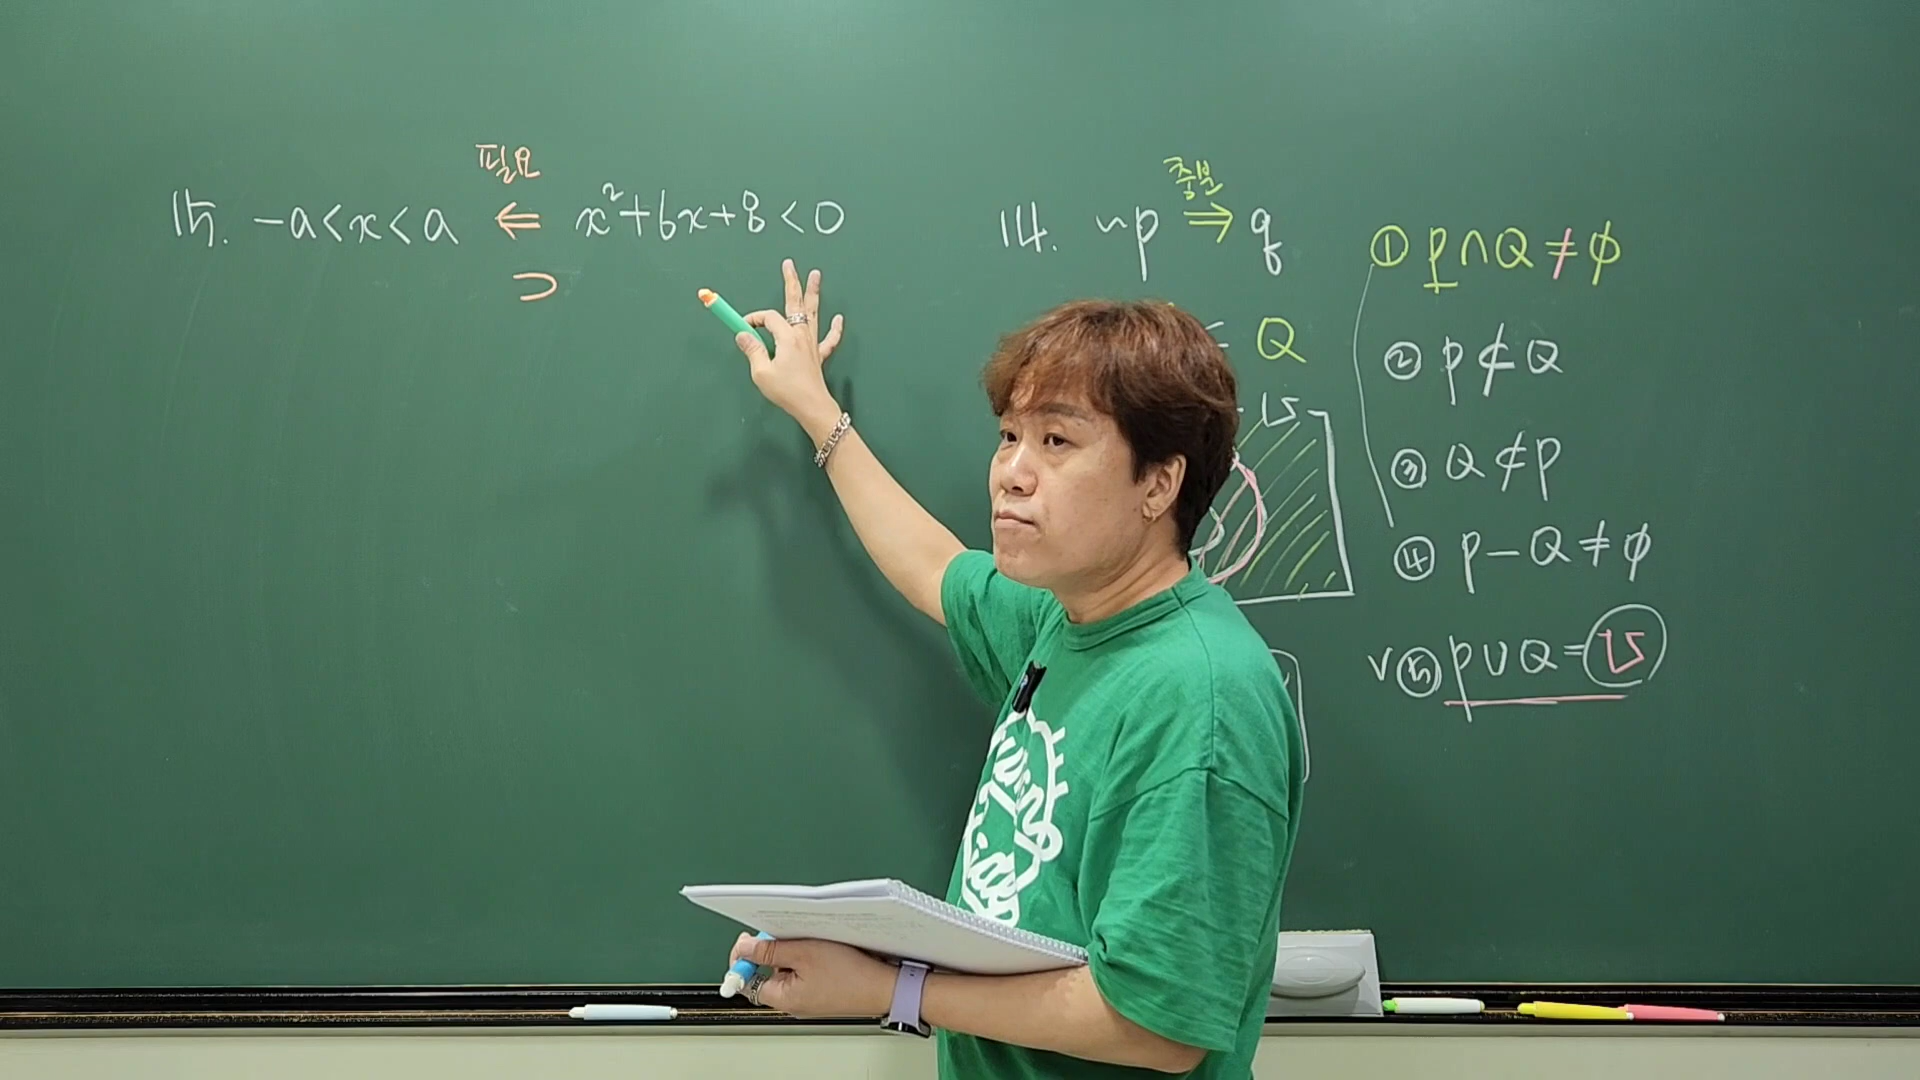 필요
15. -a<x<a ⇐ x²+6x+8<0
⊃
충분
14. ~p ⇒ q
⊂ Q
U
① P∩Q≠∅
② P⊄Q
③ Q⊄P
④ P-Q≠∅
∨⑤ P∪Q=U